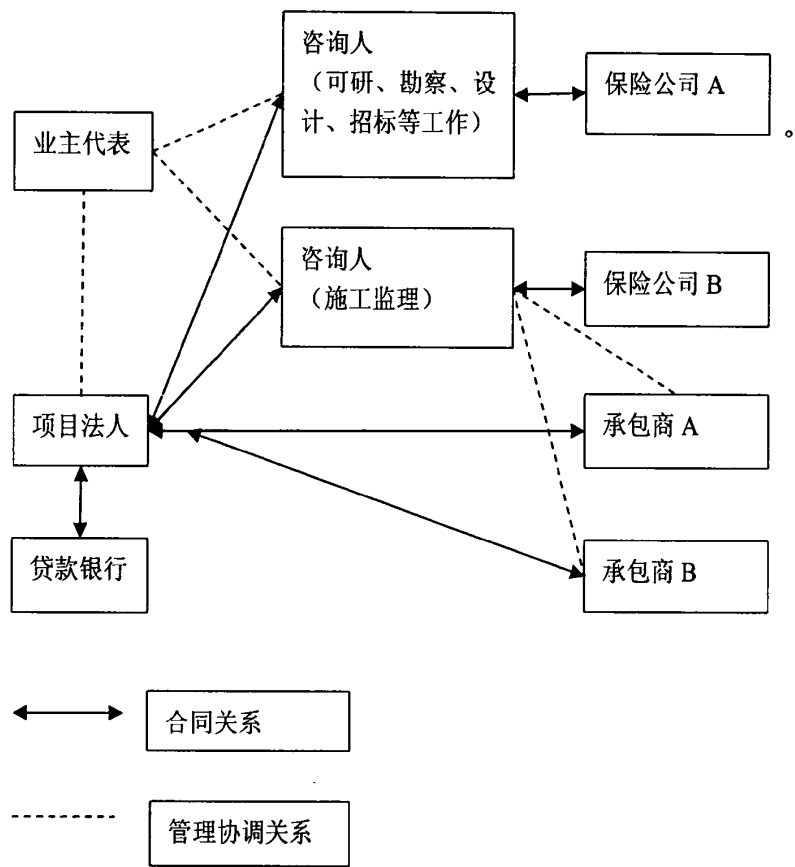 咨询人
（可研、勘察、设
计、招标等工作）
保险公司 A
。
业主代表
咨询人
（施工监理）
保险公司 B
项目法人
承包商 A
贷款银行
承包商 B
合同关系
管理协调关系